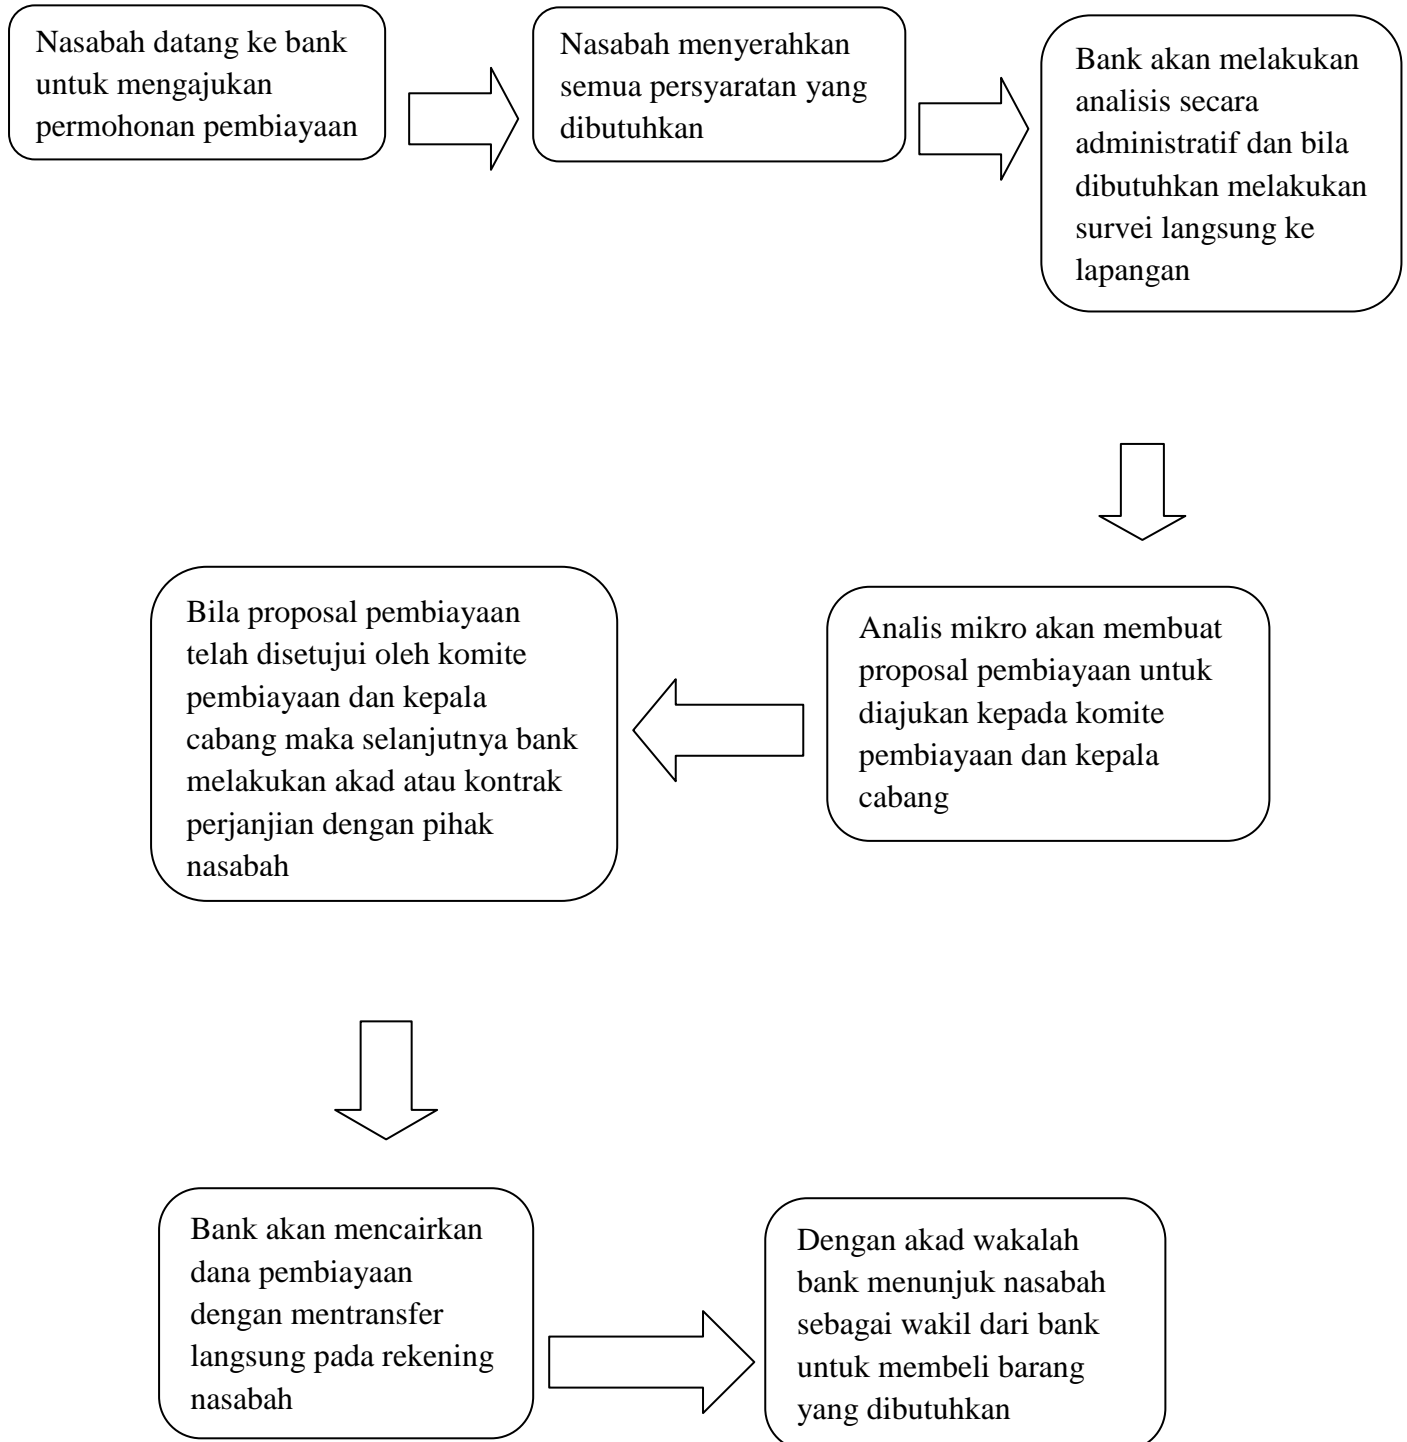 Nasabah datang ke bank
untuk mengajukan
permohonan pembiayaan
Nasabah menyerahkan
semua persyaratan yang
dibutuhkan
Bank akan melakukan
analisis secara
administratif dan bila
dibutuhkan melakukan
survei langsung ke
lapangan
Analis mikro akan membuat
proposal pembiayaan untuk
diajukan kepada komite
pembiayaan dan kepala
cabang
Bila proposal pembiayaan
telah disetujui oleh komite
pembiayaan dan kepala
cabang maka selanjutnya bank
melakukan akad atau kontrak
perjanjian dengan pihak
nasabah
Bank akan mencairkan
dana pembiayaan
dengan mentransfer
langsung pada rekening
nasabah
Dengan akad wakalah
bank menunjuk nasabah
sebagai wakil dari bank
untuk membeli barang
yang dibutuhkan